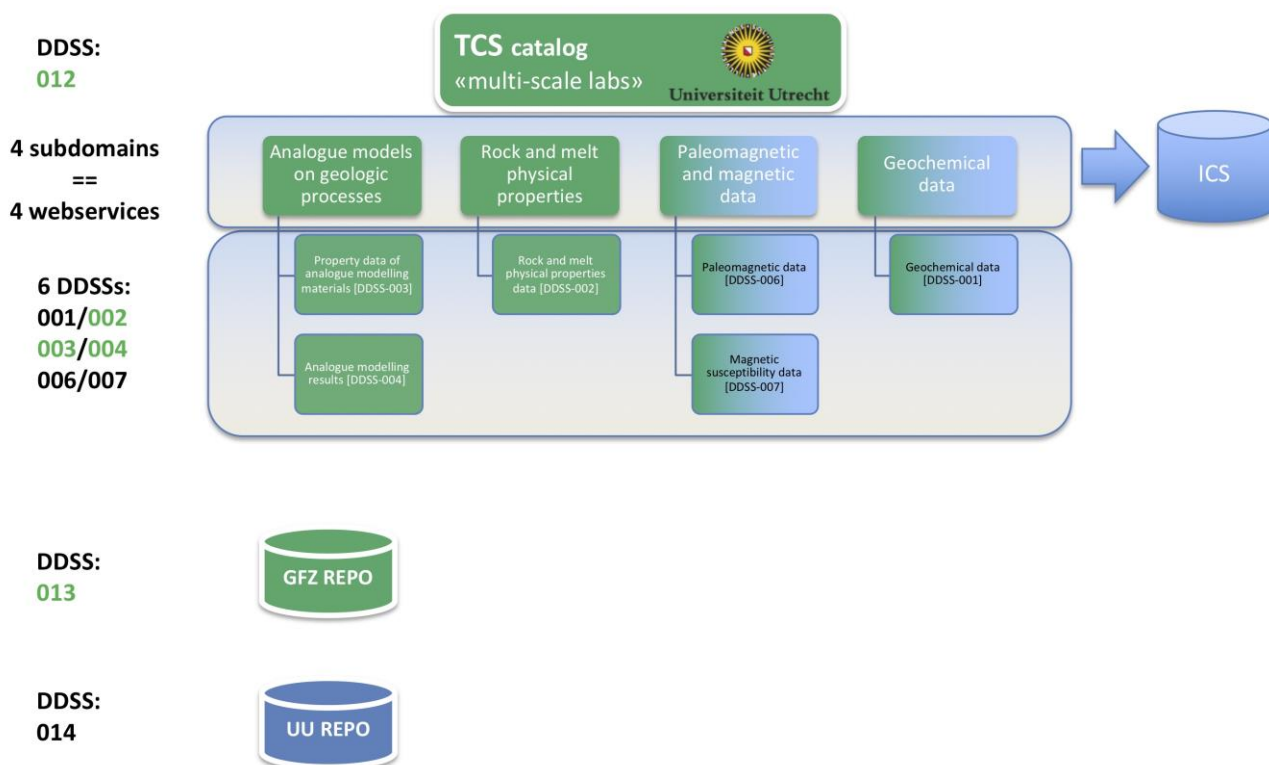 DDSS:
012
TCS catalog
«multi-scale labs»
Universiteit Utrecht
4 subdomains
==
4 webservices
Analogue models
on geologic
processes
Rock and melt
physical
properties
Paleomagnetic
and magnetic
data
Geochemical
data
ICS
6 DDSSs:
001/002
003/004
006/007
Property data of
analogue modelling
materials [DDSS-003]
Rock and melt
physical properties
data [DDSS-002]
Paleomagnetic data
[DDSS-006]
Geochemical data
[DDSS-001]
Analogue modelling
results [DDSS-004]
Magnetic
susceptibility data
[DDSS-007]
DDSS:
013
GFZ REPO
DDSS:
014
UU REPO